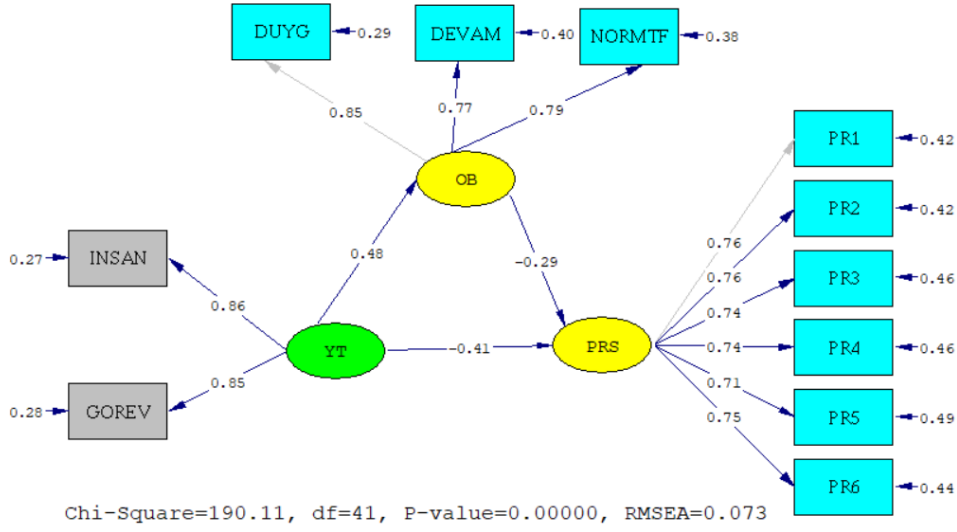 DUYG
0.29
DEVAM
0.40
NORMTF
0.38
0.85
0.77
0.79
PR1
0.42
OB
PR2
0.42
0.76
0.27
INSAN
0.48
-0.29
0.76
PR3
0.46
0.86
0.74
YT
-0.41
PRS
0.74
PR4
0.46
0.85
0.71
0.28
GOREV
0.75
PR5
0.49
PR6
0.44
Chi-Square=190.11, df=41, P-value=0.00000, RMSEA=0.073